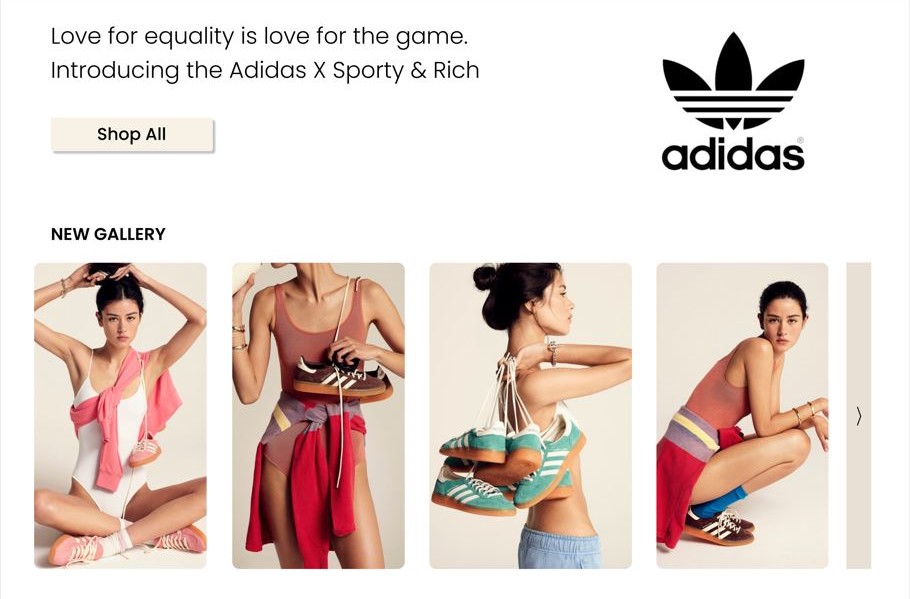 Love for equality is love for the game.
Introducing the Adidas X Sporty & Rich
Shop All
adidas®
NEW GALLERY